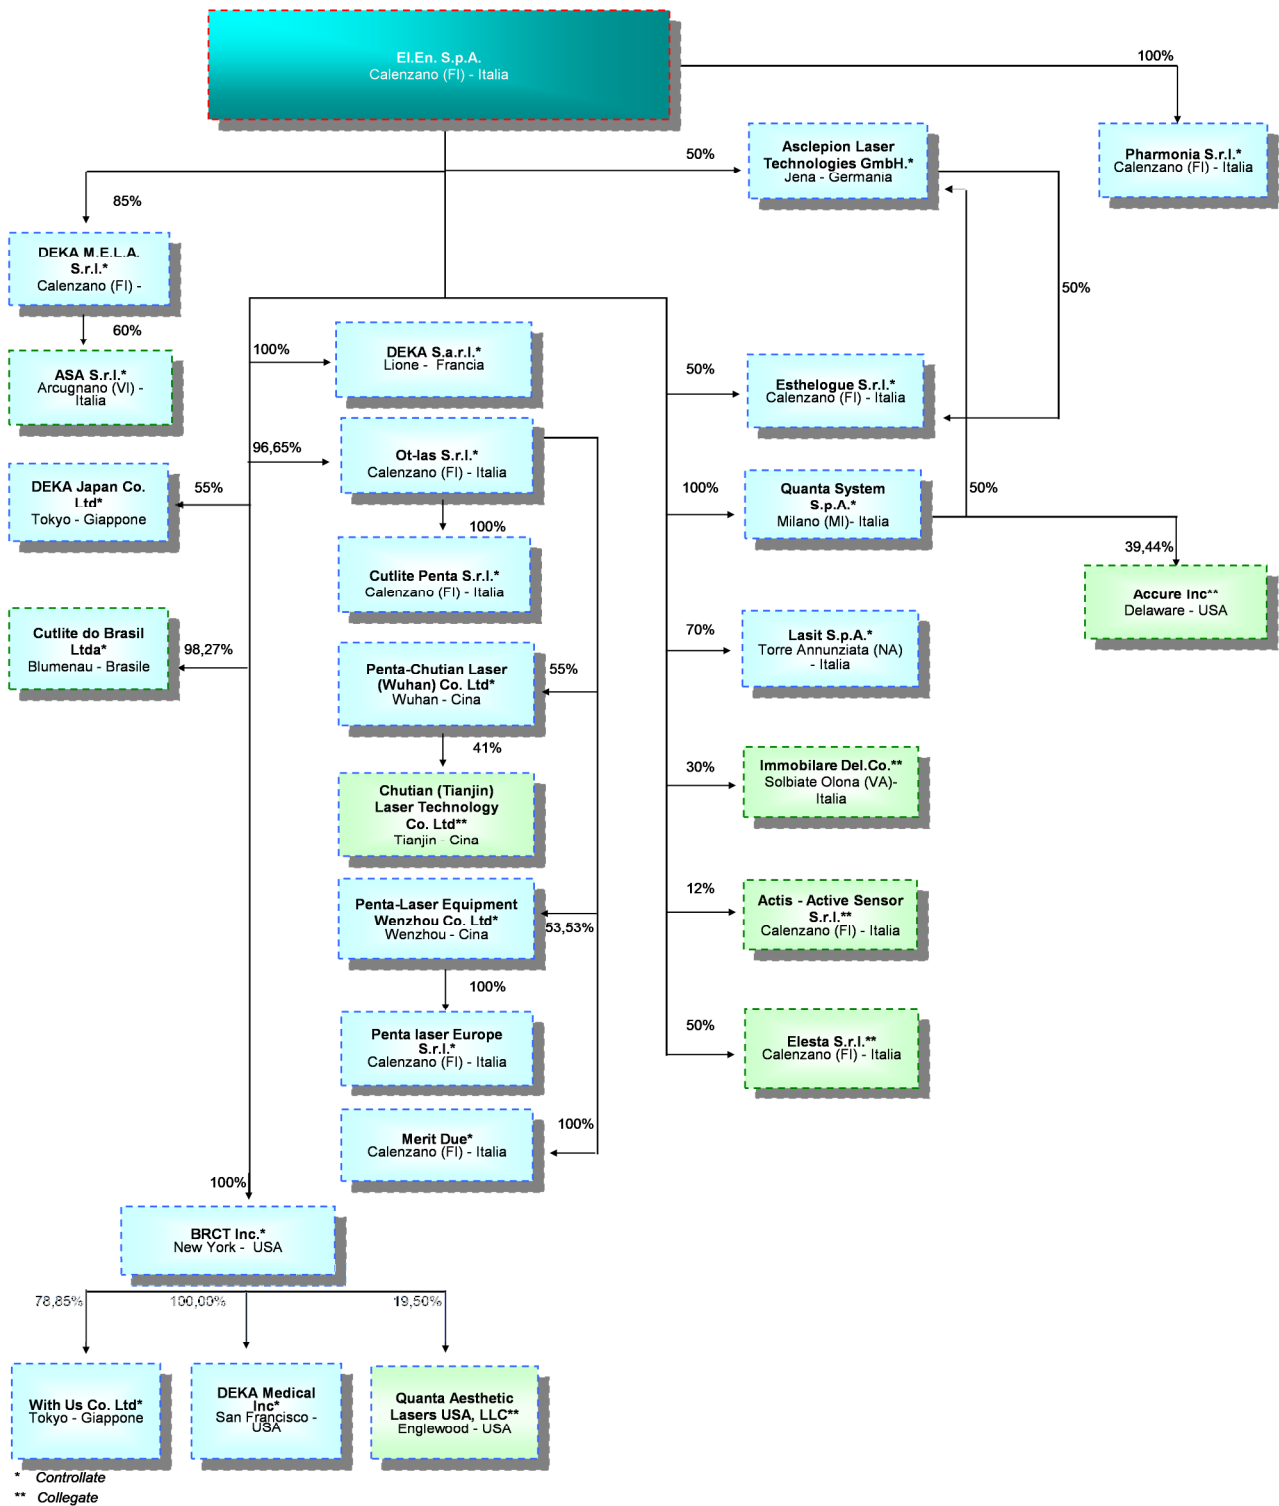 El.En. S.p.A.
Calenzano (FI) - Italia
100%
50%
Asclepion Laser
Technologies GmbH.*
Jena - Germania
Pharmonia S.r.l.*
Calenzano (FI) - Italia
85%
DEKA M.E.L.A.
S.r.l.*
Calenzano (FI) -
50%
60%
ASA S.r.l.*
Arcugnano (VI) -
Italia
100%
DEKA S.a.r.l.*
Lione - Francia
50%
Esthelogue S.r.l.*
Calenzano (FI) - Italia
96,65%
Ot-las S.r.l.*
Calenzano (FI) - Italia
DEKA Japan Co.
Ltd*
Tokyo - Giappone
55%
100%
Quanta System
S.p.A.*
Milano (MI)- Italia
50%
39,44%
100%
Cutlite Penta S.r.l.*
Calenzano (FI) - Italia
Accure Inc**
Delaware - USA
Cutlite do Brasil
Ltda*
Blumenau - Brasile
98,27%
70%
Lasit S.p.A.*
Torre Annunziata (NA)
- Italia
Penta-Chutian Laser
(Wuhan) Co. Ltd*
Wuhan - Cina
55%
41%
30%
Immobilare Del.Co.**
Solbiate Olona (VA)-
Italia
Chutian (Tianjin)
Laser Technology
Co. Ltd**
Tianjin - Cina
12%
Actis - Active Sensor
S.r.l.**
Calenzano (FI) - Italia
Penta-Laser Equipment
Wenzhou Co. Ltd*
Wenzhou - Cina
53,53%
100%
50%
Elesta S.r.l.**
Calenzano (FI) - Italia
Penta laser Europe
S.r.l.*
Calenzano (FI) - Italia
100%
Merit Due*
Calenzano (FI) - Italia
100%
BRCT Inc.*
New York - USA
78,85%
100,00%
19,50%
With Us Co. Ltd*
Tokyo - Giappone
DEKA Medical
Inc*
San Francisco -
USA
Quanta Aesthetic
Lasers USA, LLC**
Englewood - USA
* Controllate
** Collegate